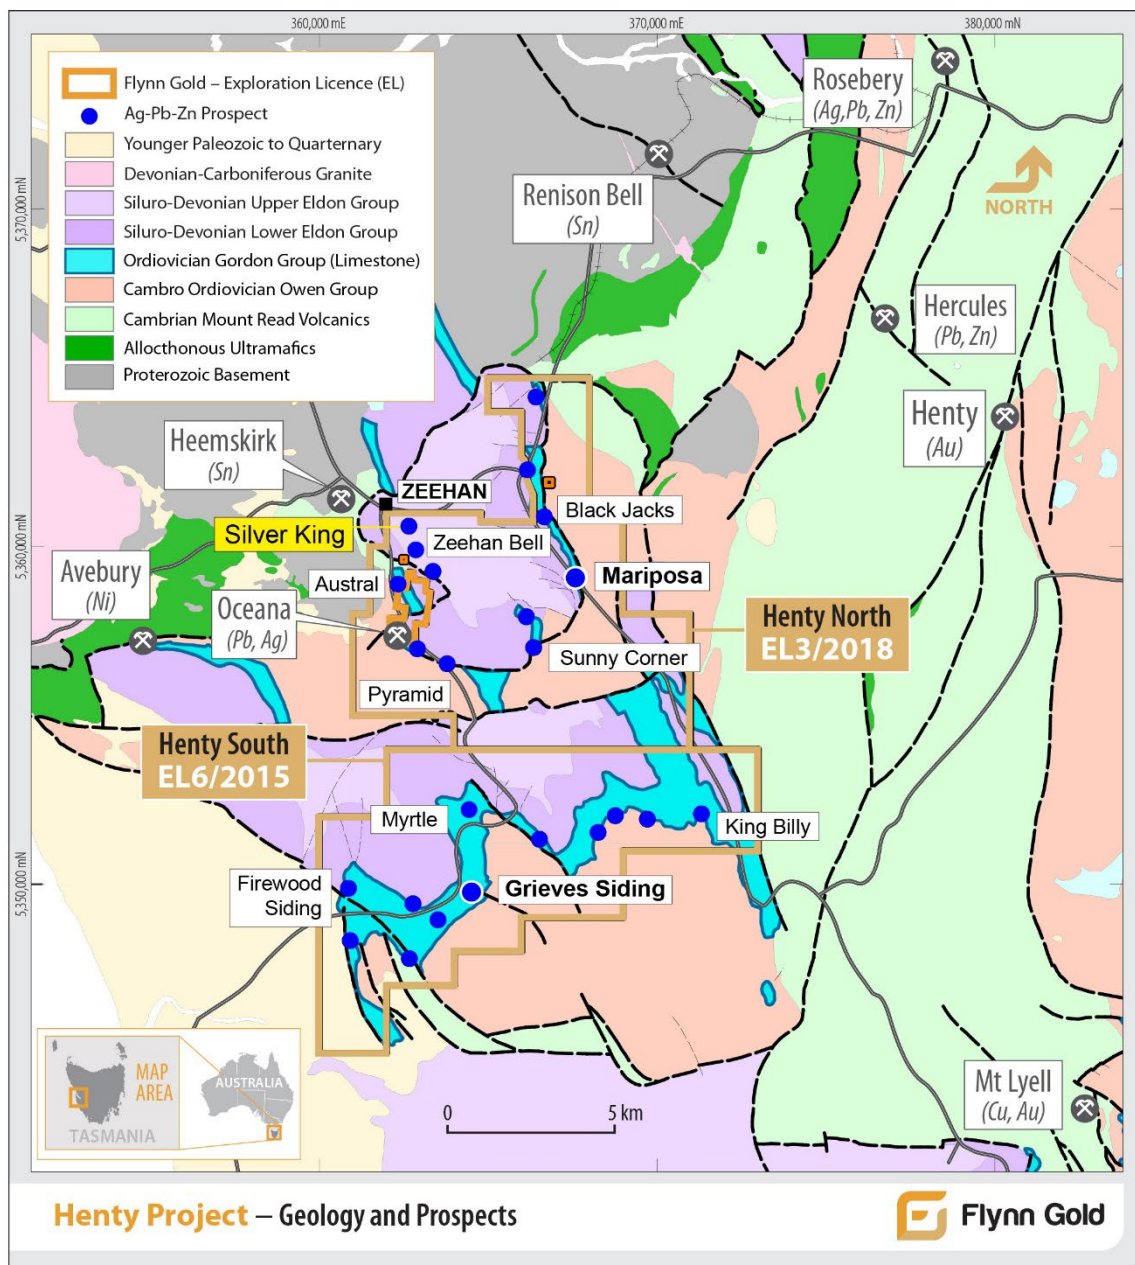 360,000 mE
370,000 mE
380,000 mN
Flynn Gold – Exploration Licence (EL)
Ag-Pb-Zn Prospect
Younger Paleozoic to Quarternary
Devonian-Carboniferous Granite
Siluro-Devonian Upper Eldon Group
Siluro-Devonian Lower Eldon Group
Ordiovician Gordon Group (Limestone)
Cambro Ordiovician Owen Group
Cambrian Mount Read Volcanics
Allocthonous Ultramafics
Proterozoic Basement
5,370,000 mN
5,360,000 mN
5,350,000 mN
Rosebery
(Ag,Pb, Zn)
NORTH
Renison Bell
(Sn)
Hercules
(Pb, Zn)
Henty
(Au)
Heemskirk
(Sn)
ZEEHAN
Silver King
Black Jacks
Zeehan Bell
Avebury
(Ni)
Austral
Mariposa
Oceana
(Pb, Ag)
Henty North
EL3/2018
Sunny Corner
Pyramid
Henty South
EL6/2015
Myrtle
King Billy
Firewood
Siding
Grieves Siding
MAP
AREA
TASMANIA
AUSTRALIA
0 5 km
Mt Lyell
(Cu, Au)
Henty Project – Geology and Prospects
Flynn Gold